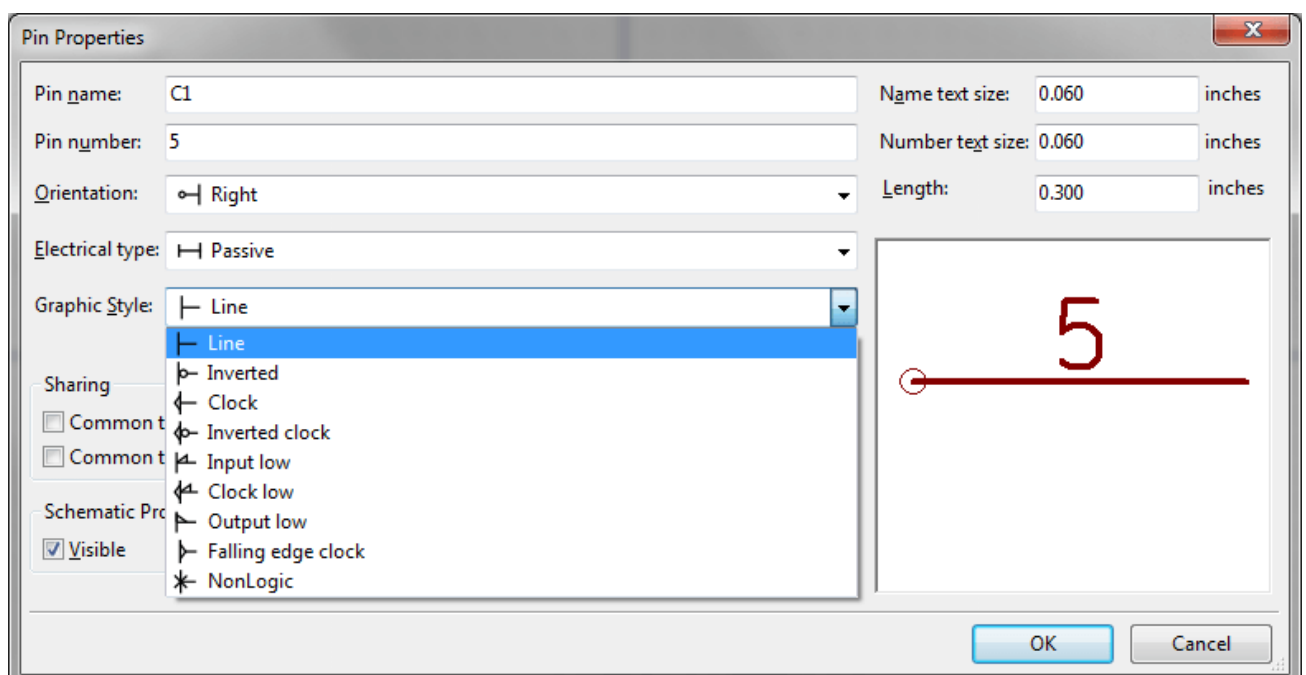 Pin Properties
Pin name: C1
Name text size: 0.060 inches
Pin number: 5
Number text size: 0.060 inches
Orientation: Right
Length: 0.300 inches
Electrical type: Passive
Graphic Style: Line
Line
Inverted
Clock
Inverted clock
Input low
Clock low
Output low
Falling edge clock
NonLogic
Sharing
Common t
Common t
Schematic Pro
Visible
5
OK
Cancel